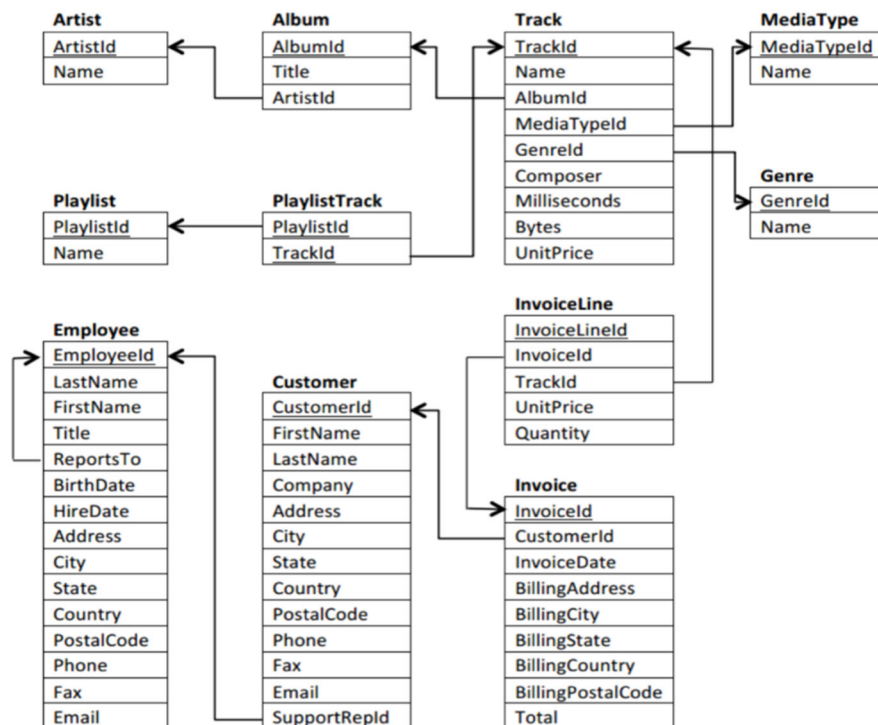 Artist
ArtistId
Name
Album
AlbumId
Title
ArtistId
Track
TrackId
Name
AlbumId
MediaTypeId
GenreId
Composer
Milliseconds
Bytes
UnitPrice
MediaType
MediaTypeId
Name
Genre
GenreId
Name
Playlist
PlaylistId
Name
PlaylistTrack
PlaylistId
TrackId
Employee
EmployeeId
LastName
FirstName
Title
ReportsTo
BirthDate
HireDate
Address
City
State
Country
PostalCode
Phone
Fax
Email
Customer
CustomerId
FirstName
LastName
Company
Address
City
State
Country
PostalCode
Phone
Fax
Email
SupportRepId
InvoiceLine
InvoiceLineId
InvoiceId
TrackId
UnitPrice
Quantity
Invoice
InvoiceId
CustomerId
InvoiceDate
BillingAddress
BillingCity
BillingState
BillingCountry
BillingPostalCode
Total